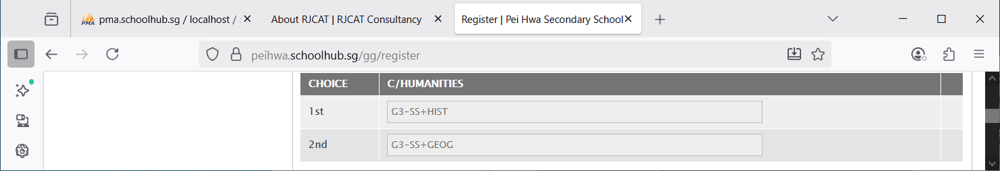 PMA pma.schoolhub.sg / localhost /
About RJCAT | RJCAT Consultancy
Register | Pei Hwa Secondary School
peihwa.schoolhub.sg/gg/register
CHOICE C/HUMANITIES
1st G3-SS+HIST
2nd G3-SS+GEOG